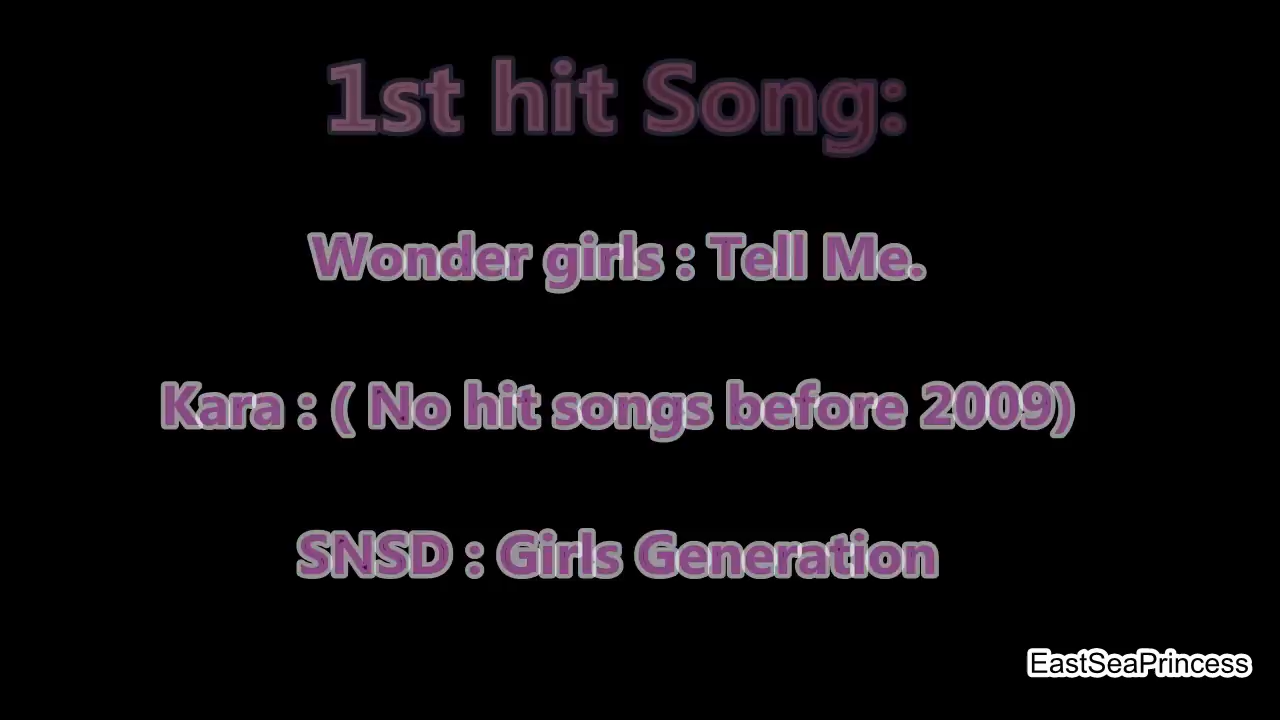 1st hit Song:
Wonder girls : Tell Me.
Kara : ( No hit songs before 2009)
SNSD : Girls Generation
EastSeaPrincess